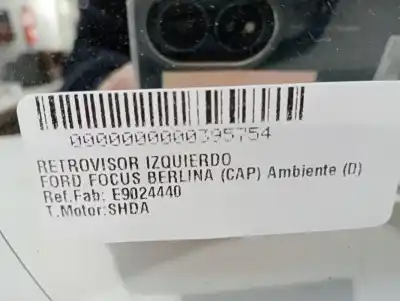 0000000000395754
RETROVISOR IZQUIERDO
FORD FOCUS BERLINA (CAP) Ambiente (D)
Ref.Fab: E9024440
T.Motor:SHDA